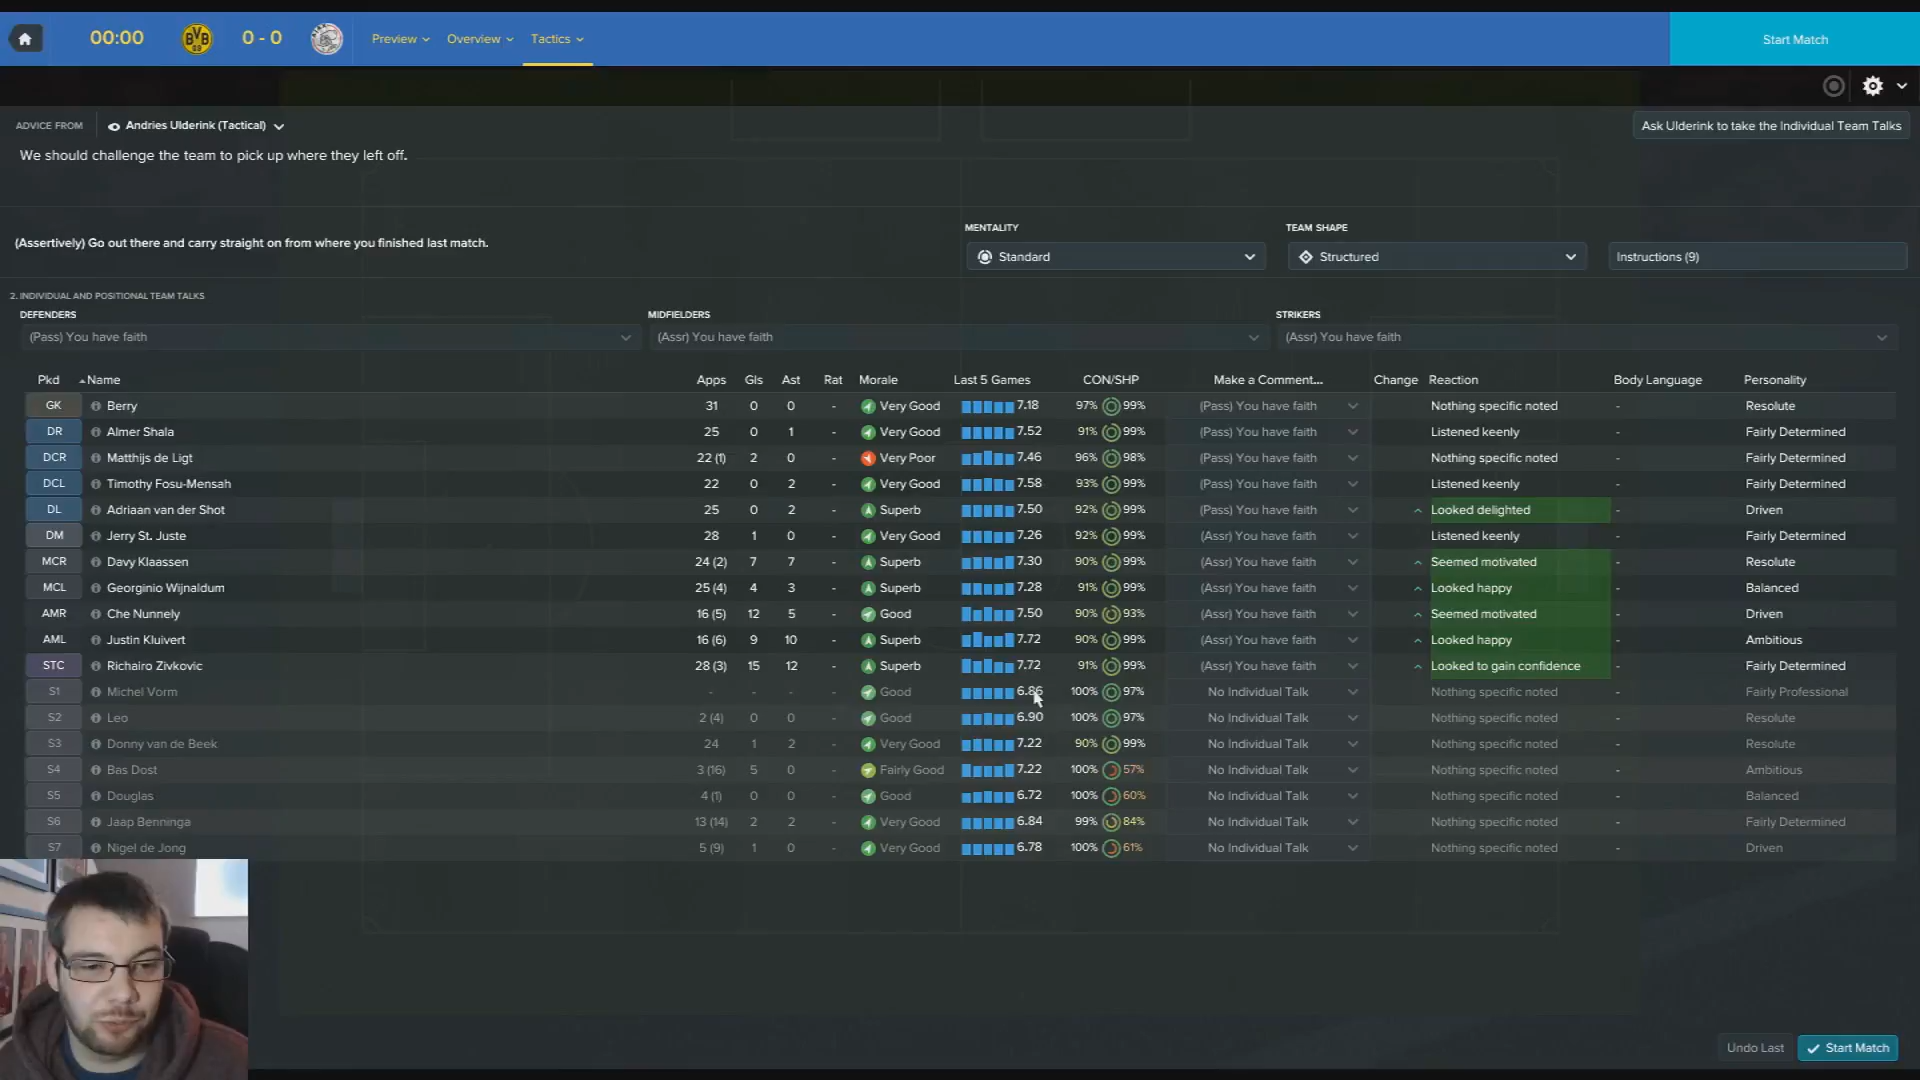 00:00 BVB 09 0 - 0 Preview Overview Tactics Start Match
ADVICE FROM Andries Ulderink (Tactical) Ask Ulderink to take the Individual Team Talks
We should challenge the team to pick up where they left off.
MENTALITY TEAM SHAPE
(Assertively) Go out there and carry straight on from where you finished last match. Standard Structured Instructions (9)
2. INDIVIDUAL AND POSITIONAL TEAM TALKS
DEFENDERS MIDFIELDERS STRIKERS
(Pass) You have faith (Assr) You have faith (Assr) You have faith
Pkd Name Apps Gls Ast Rat Morale Last 5 Games CON/SHP Make a Comment... Change Reaction Body Language Personality
GK Berry 31 0 0 - Very Good 7.18 97% 99% (Pass) You have faith Nothing specific noted - Resolute
DR Almer Shala 25 0 1 - Very Good 7.52 91% 99% (Pass) You have faith Listened keenly - Fairly Determined
DCR Matthijs de Ligt 22 (1) 2 0 - Very Poor 7.46 96% 98% (Pass) You have faith Nothing specific noted - Fairly Determined
DCL Timothy Fosu-Mensah 22 0 2 - Very Good 7.58 93% 99% (Pass) You have faith Listened keenly - Fairly Determined
DL Adriaan van der Shot 25 0 2 - Superb 7.50 92% 99% (Pass) You have faith Looked delighted - Driven
DM Jerry St. Juste 28 1 0 - Very Good 7.26 92% 99% (Assr) You have faith Listened keenly - Fairly Determined
MCR Davy Klaassen 24 (2) 7 7 - Superb 7.30 90% 99% (Assr) You have faith Seemed motivated - Resolute
MCL Georginio Wijnaldum 25 (4) 4 3 - Superb 7.28 91% 99% (Assr) You have faith Looked happy - Balanced
AMR Che Nunnely 16 (5) 12 5 - Good 7.50 90% 93% (Assr) You have faith Seemed motivated - Driven
AML Justin Kluivert 16 (6) 9 10 - Superb 7.72 90% 99% (Assr) You have faith Looked happy - Ambitious
STC Richairo Zivkovic 28 (3) 15 12 - Superb 7.72 91% 99% (Assr) You have faith Looked to gain confidence - Fairly Determined
S1 Michel Vorm - - - - Good 6.86 100% 97% No Individual Talk Nothing specific noted - Fairly Professional
S2 Leo 2 (4) 0 0 - Good 6.90 100% 97% No Individual Talk Nothing specific noted - Resolute
S3 Donny van de Beek 24 1 2 - Very Good 7.22 90% 99% No Individual Talk Nothing specific noted - Resolute
S4 Bas Dost 3 (16) 5 0 - Fairly Good 7.22 100% 57% No Individual Talk Nothing specific noted - Ambitious
S5 Douglas 4 (1) 0 0 - Good 6.72 100% 60% No Individual Talk Nothing specific noted - Balanced
S6 Jaap Benninga 13 (14) 2 2 - Very Good 6.84 99% 84% No Individual Talk Nothing specific noted - Fairly Determined
S7 Nigel de Jong 5 (9) 1 0 - Very Good 6.78 100% 61% No Individual Talk Nothing specific noted - Driven
Undo Last Start Match